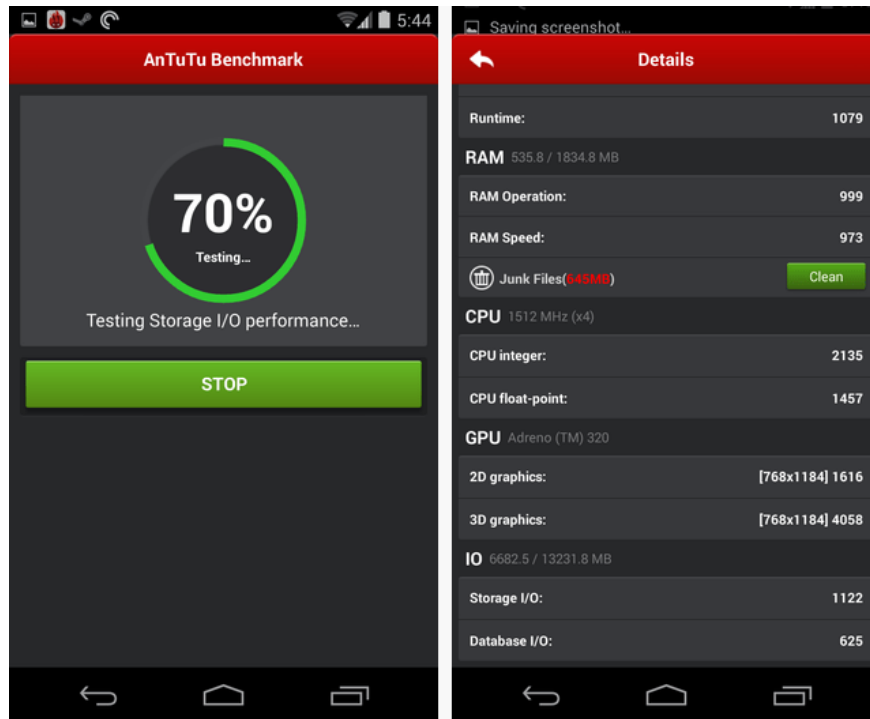 5:44
AnTuTu Benchmark
70%
Testing...
Testing Storage I/O performance...
STOP
Saving screenshot...
Details
Runtime: 1079
RAM 535.8 / 1834.8 MB
RAM Operation: 999
RAM Speed: 973
Junk Files(645MB) Clean
CPU 1512 MHz (x4)
CPU integer: 2135
CPU float-point: 1457
GPU Adreno (TM) 320
2D graphics: [768x1184] 1616
3D graphics: [768x1184] 4058
IO 6682.5 / 13231.8 MB
Storage I/O: 1122
Database I/O: 625